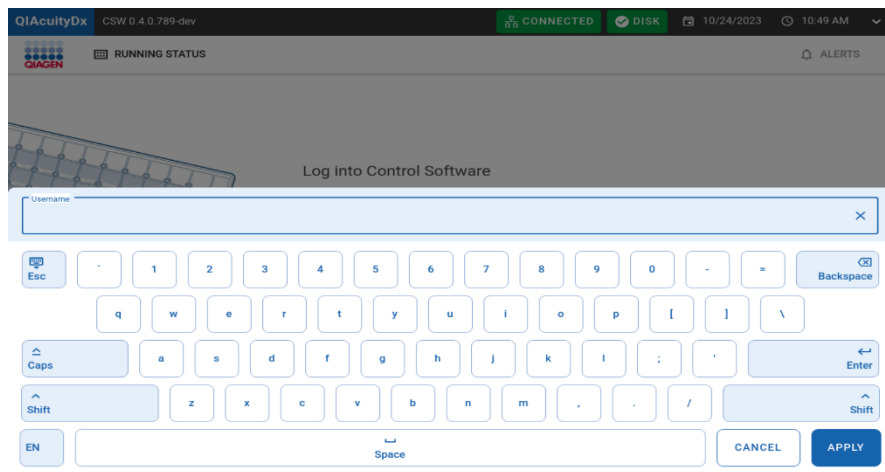 QIAcuityDx CSW 0.4.0.789-dev CONNECTED DISK 10/24/2023 10:49 AM
QIAGEN RUNNING STATUS ALERTS
Log into Control Software
Username
Esc ` 1 2 3 4 5 6 7 8 9 0 - = Backspace
q w e r t y u i o p [ ] \
Caps a s d f g h j k l ; ' Enter
Shift z x c v b n m , . / Shift
EN Space CANCEL APPLY